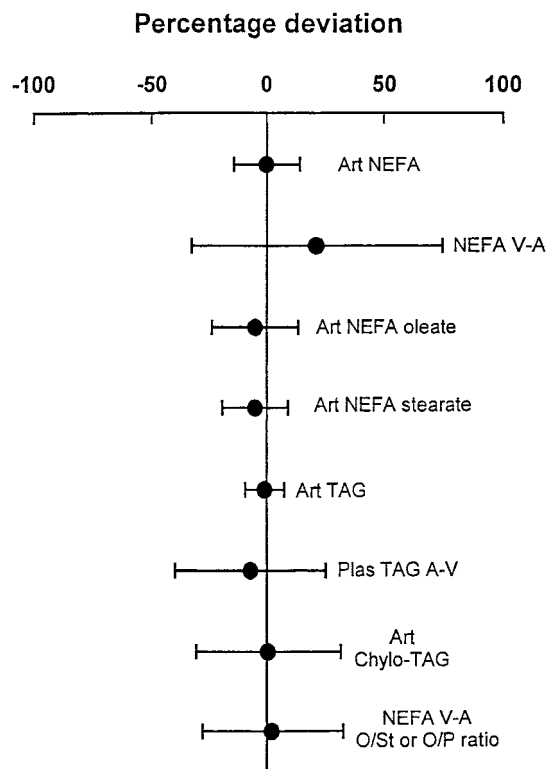 Percentage deviation
-100 -50 0 50 100
Art NEFA
NEFA V-A
Art NEFA oleate
Art NEFA stearate
Art TAG
Plas TAG A-V
Art
Chylo-TAG
NEFA V-A
O/St or O/P ratio